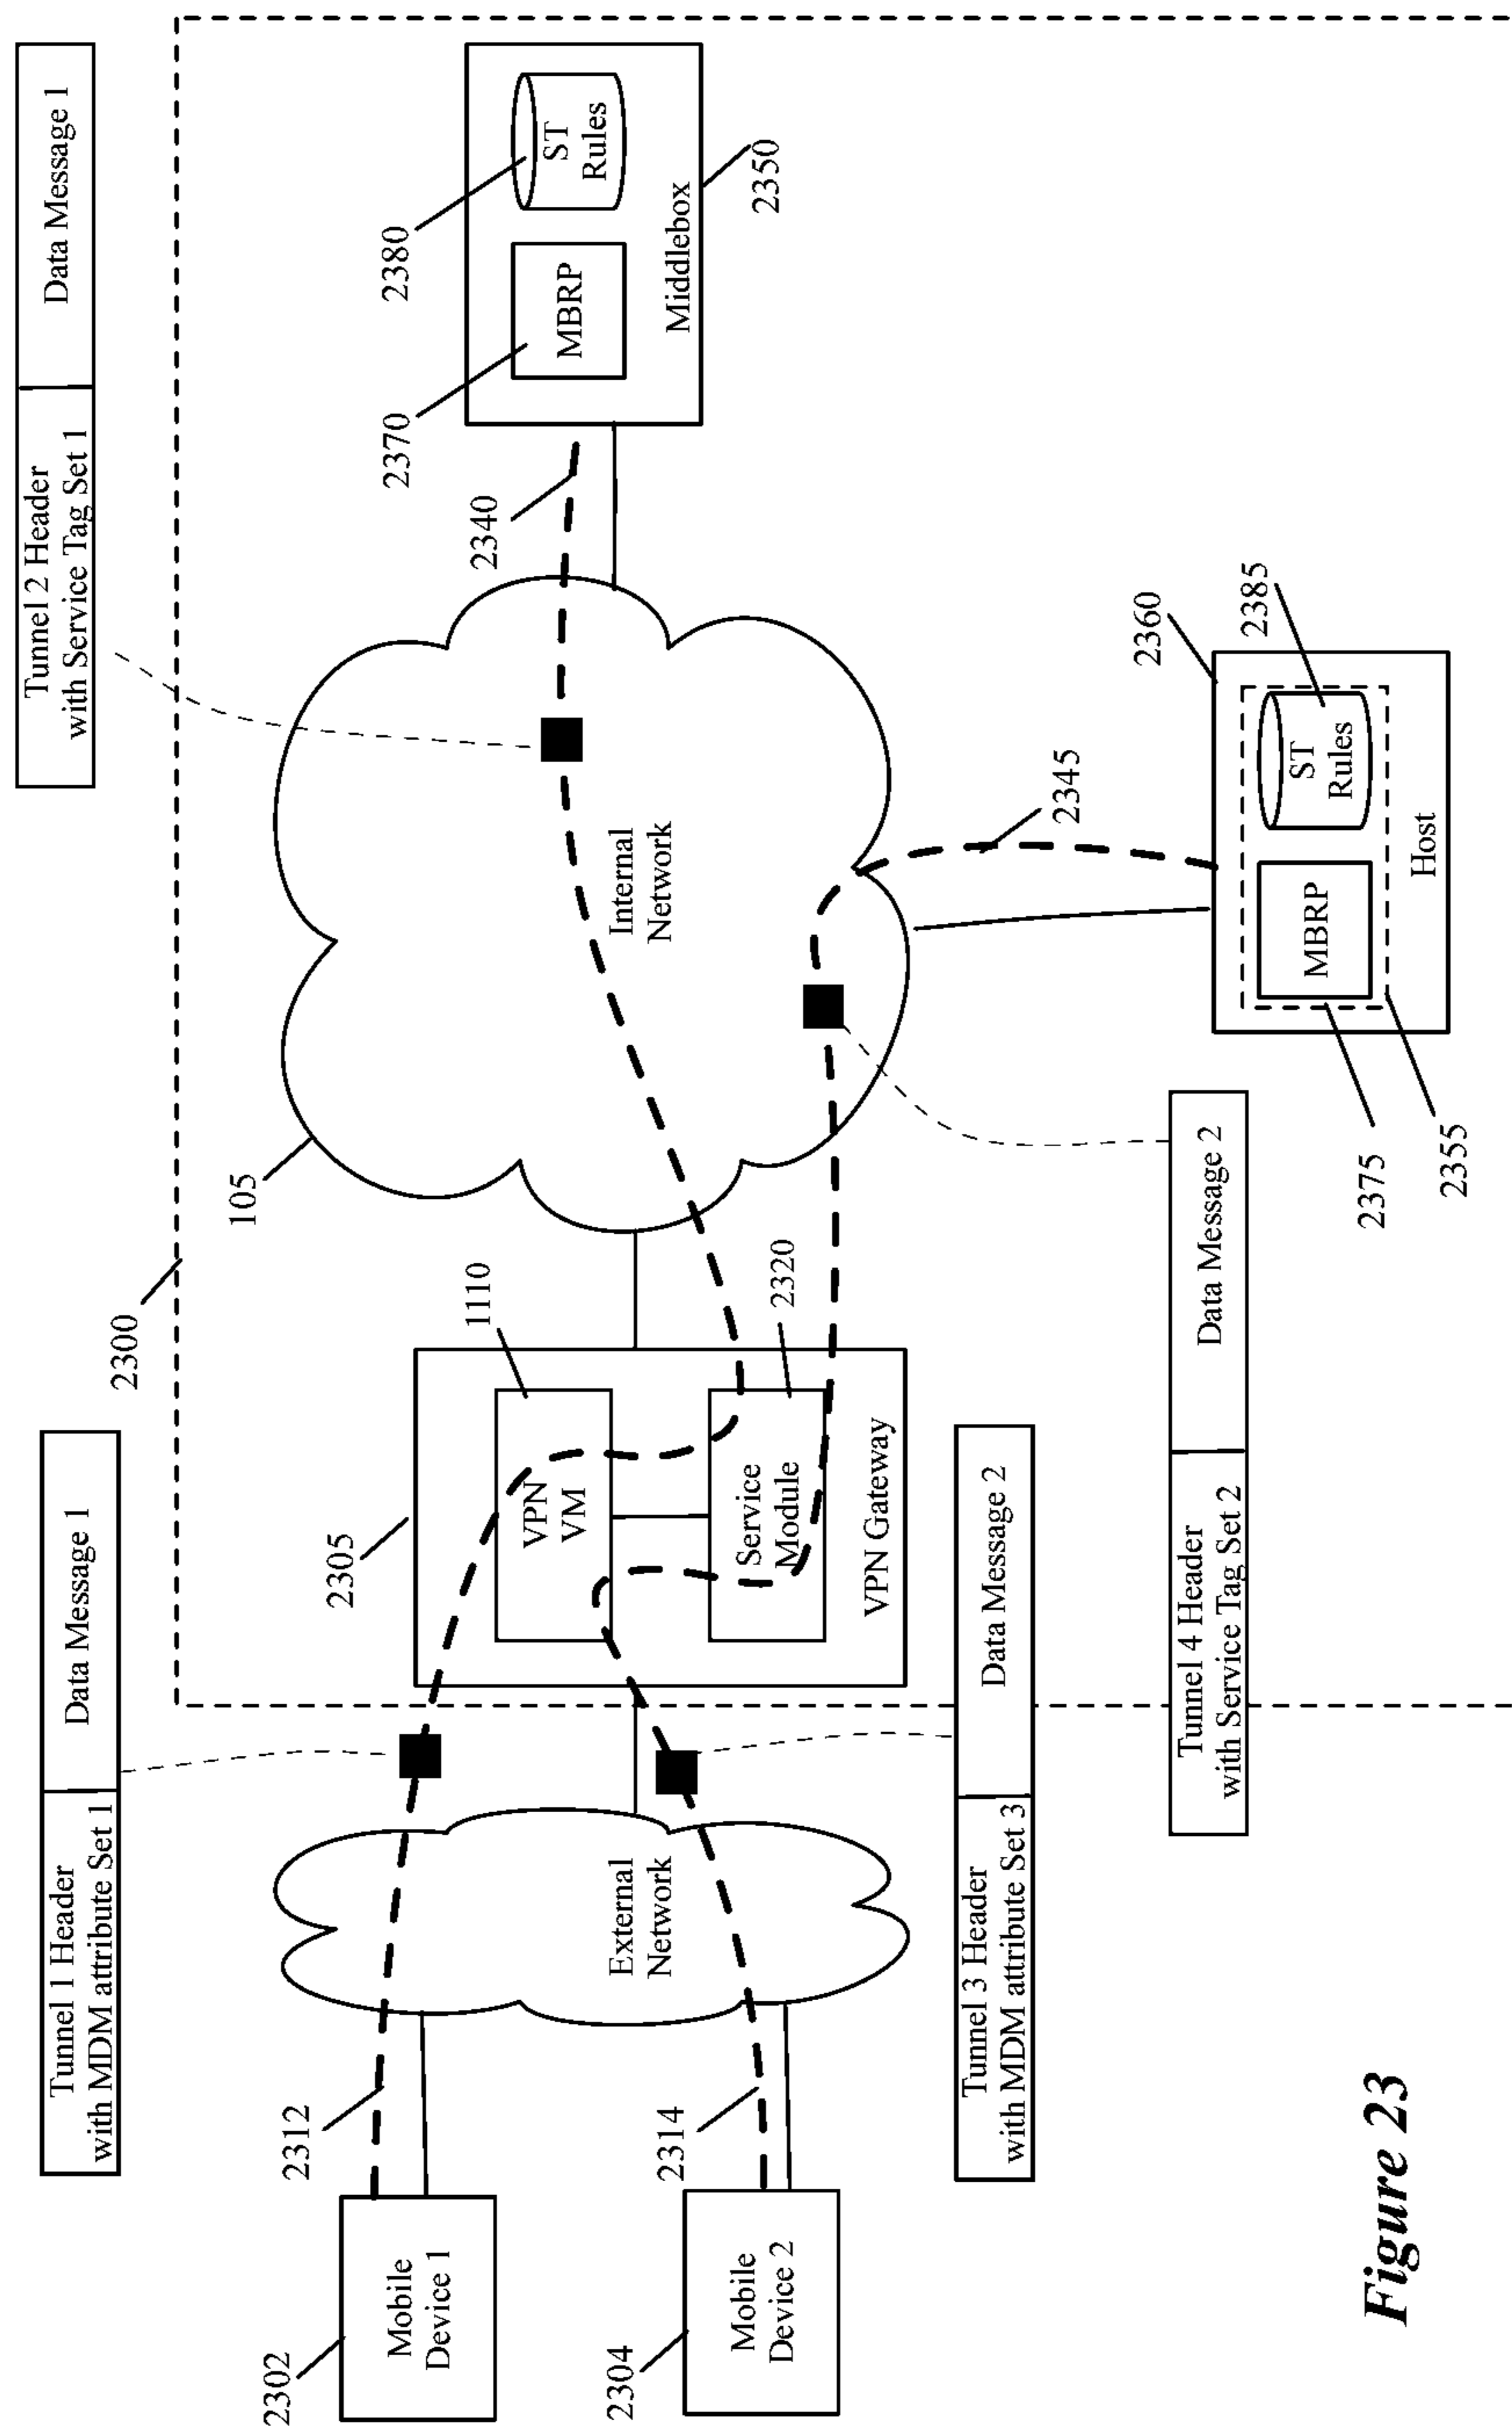 Tunnel 1 Header
with MDM attribute Set 1
Data Message 1
Tunnel 2 Header
with Service Tag Set 1
Data Message 1
2300
2302
Mobile
Device 1
2312
2304
Mobile
Device 2
2314
External
Network
2305
VPN
VM
1110
Service
Module
2320
VPN Gateway
105
Internal
Network
2340
2370
MBRP
2380
ST
Rules
Middlebox
2350
2345
2360
2385
MBRP
ST
Rules
Host
2375
2355
Tunnel 3 Header
with MDM attribute Set 3
Data Message 2
Tunnel 4 Header
with Service Tag Set 2
Data Message 2
Figure 23